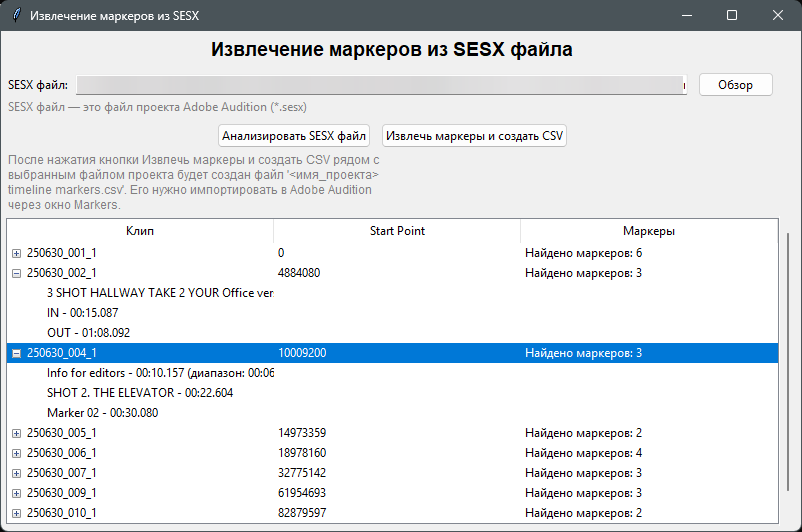 Извлечение маркеров из SESX
Извлечение маркеров из SESX файла
SESX файл:
Обзор
SESX файл — это файл проекта Adobe Audition (*.sesx)
Анализировать SESX файл Извлечь маркеры и создать CSV
После нажатия кнопки Извлечь маркеры и создать CSV рядом с
выбранным файлом проекта будет создан файл '<имя_проекта>
timeline markers.csv'. Его нужно импортировать в Adobe Audition
через окно Markers.
Клип Start Point Маркеры
250630_001_1 0 Найдено маркеров: 6
250630_002_1 4884080 Найдено маркеров: 3
3 SHOT HALLWAY TAKE 2 YOUR Office ver
IN - 00:15.087
OUT - 01:08.092
250630_004_1 10009200 Найдено маркеров: 3
Info for editors - 00:10.157 (диапазон: 00:06
SHOT 2. THE ELEVATOR - 00:22.604
Marker 02 - 00:30.080
250630_005_1 14973359 Найдено маркеров: 2
250630_006_1 18978160 Найдено маркеров: 4
250630_007_1 32775142 Найдено маркеров: 3
250630_009_1 61954693 Найдено маркеров: 3
250630_010_1 82879597 Найдено маркеров: 2